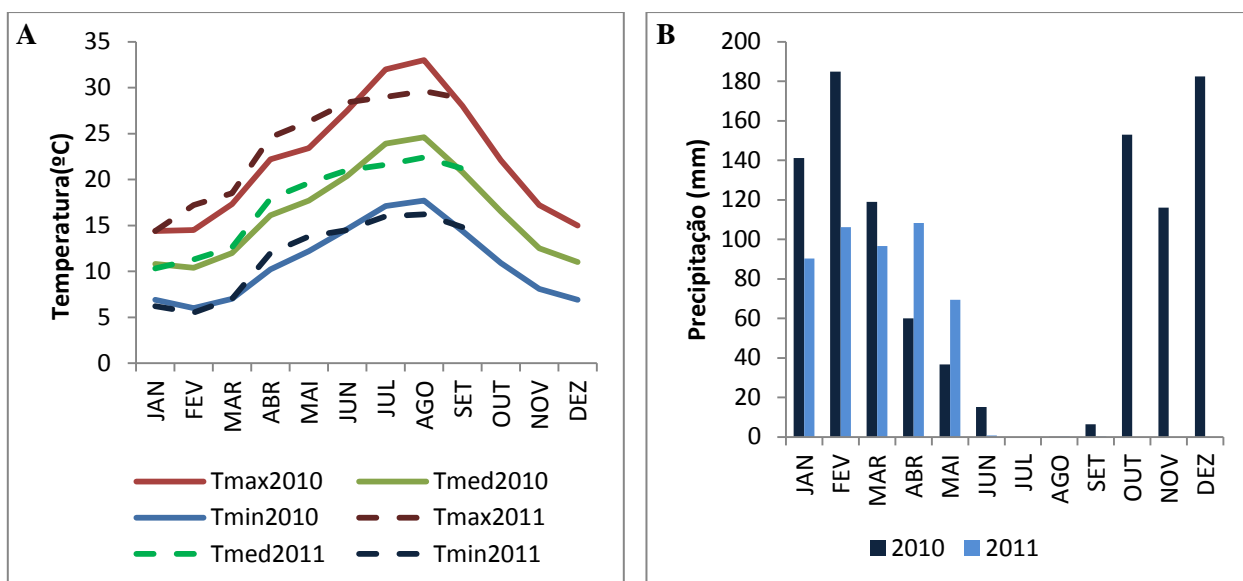 A
Temperatura(ºC)
35
30
25
20
15
10
5
0
JAN FEV MAR ABR MAI JUN JUL AGO SET OUT NOV DEZ
Tmax2010 Tmed2010
Tmin2010 Tmax2011
Tmed2011 Tmin2011
B
Precipitação (mm)
200
180
160
140
120
100
80
60
40
20
0
JAN FEV MAR ABR MAI JUN JUL AGO SET OUT NOV DEZ
2010 2011